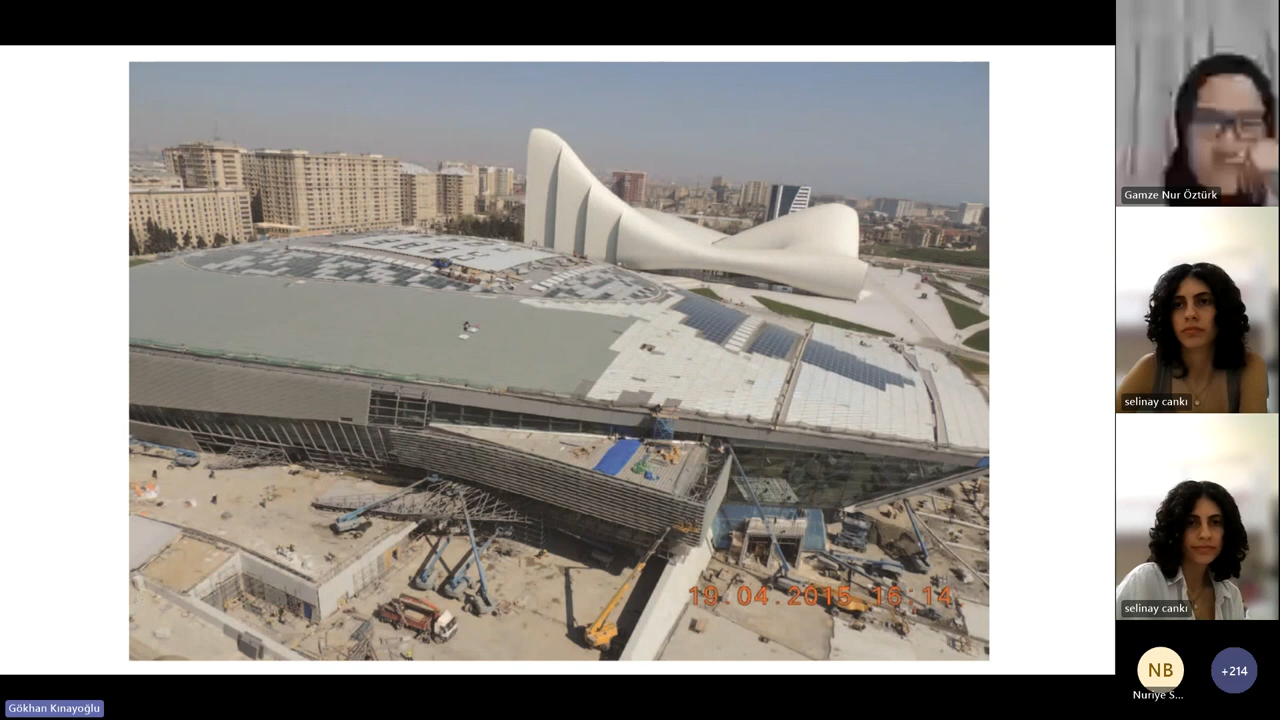 19.04.2015 16:14
Gamze Nur Öztürk
selinay cankı
selinay cankı
NB
+214
Nuriye S...
Gökhan Kınayoğlu